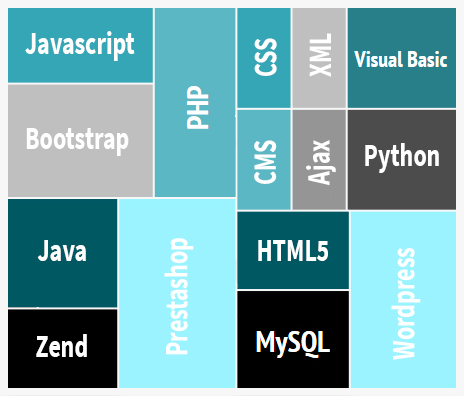 Javascript
PHP
CSS
XML
Visual Basic
Bootstrap
CMS
Ajax
Python
Java
Prestashop
HTML5
Wordpress
Zend
MySQL